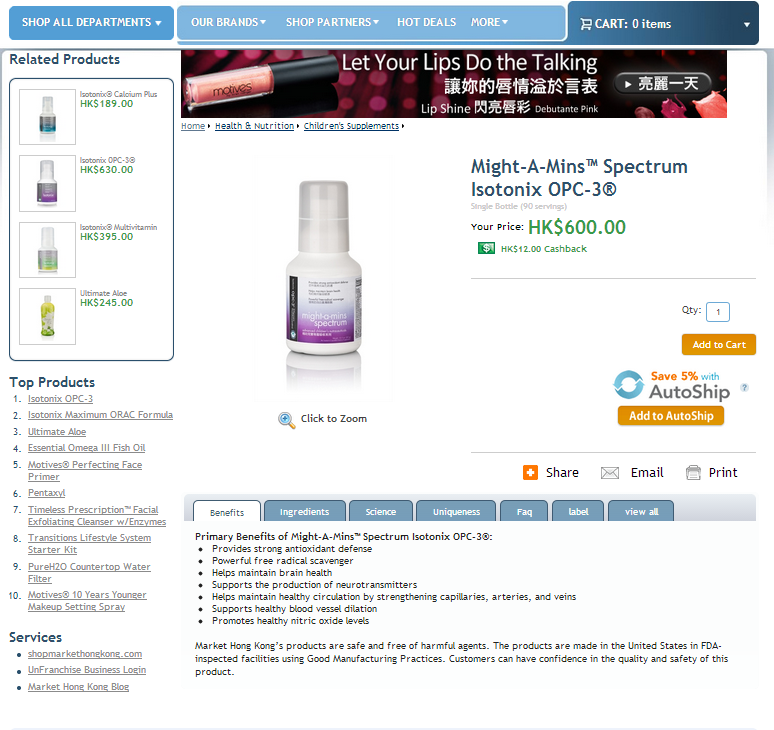 SHOP ALL DEPARTMENTS
OUR BRANDS
SHOP PARTNERS
HOT DEALS
MORE
CART: 0 items
Related Products
Isotonix® Calcium Plus
HK$189.00
Isotonix OPC-3®
HK$630.00
Isotonix® Multivitamin
HK$395.00
Ultimate Aloe
HK$245.00
Top Products
1. Isotonix OPC-3
2. Isotonix Maximum ORAC Formula
3. Ultimate Aloe
4. Essential Omega III Fish Oil
5. Motives® Perfecting Face
Primer
6. Pentaxyl
7. Timeless Prescription™ Facial
Exfoliating Cleanser w/Enzymes
8. Transitions Lifestyle System
Starter Kit
9. PureH2O Countertop Water
Filter
10. Motives® 10 Years Younger
Makeup Setting Spray
Services
shopmarkethongkong.com
UnFranchise Business Login
Market Hong Kong Blog
motives
Let Your Lips Do the Talking
讓妳的唇情溢於言表
Lip Shine 閃亮唇彩 Debutante Pink
亮麗一天
Home
Health & Nutrition
Children's Supplements
might-a-mins
spectrum
Click to Zoom
Might-A-Mins™ Spectrum
Isotonix OPC-3®
Single Bottle (90 servings)
Your Price: HK$600.00
HK$12.00 Cashback
Qty: 1
Add to Cart
Save 5% with
AutoShip
?
Add to AutoShip
Share
Email
Print
Benefits
Ingredients
Science
Uniqueness
Faq
label
view all
Primary Benefits of Might-A-Mins™ Spectrum Isotonix OPC-3®:
Provides strong antioxidant defense
Powerful free radical scavenger
Helps maintain brain health
Supports the production of neurotransmitters
Helps maintain healthy circulation by strengthening capillaries, arteries, and veins
Supports healthy blood vessel dilation
Promotes healthy nitric oxide levels
Market Hong Kong's products are safe and free of harmful agents. The products are made in the United States in FDA-
inspected facilities using Good Manufacturing Practices. Customers can have confidence in the quality and safety of this
product.